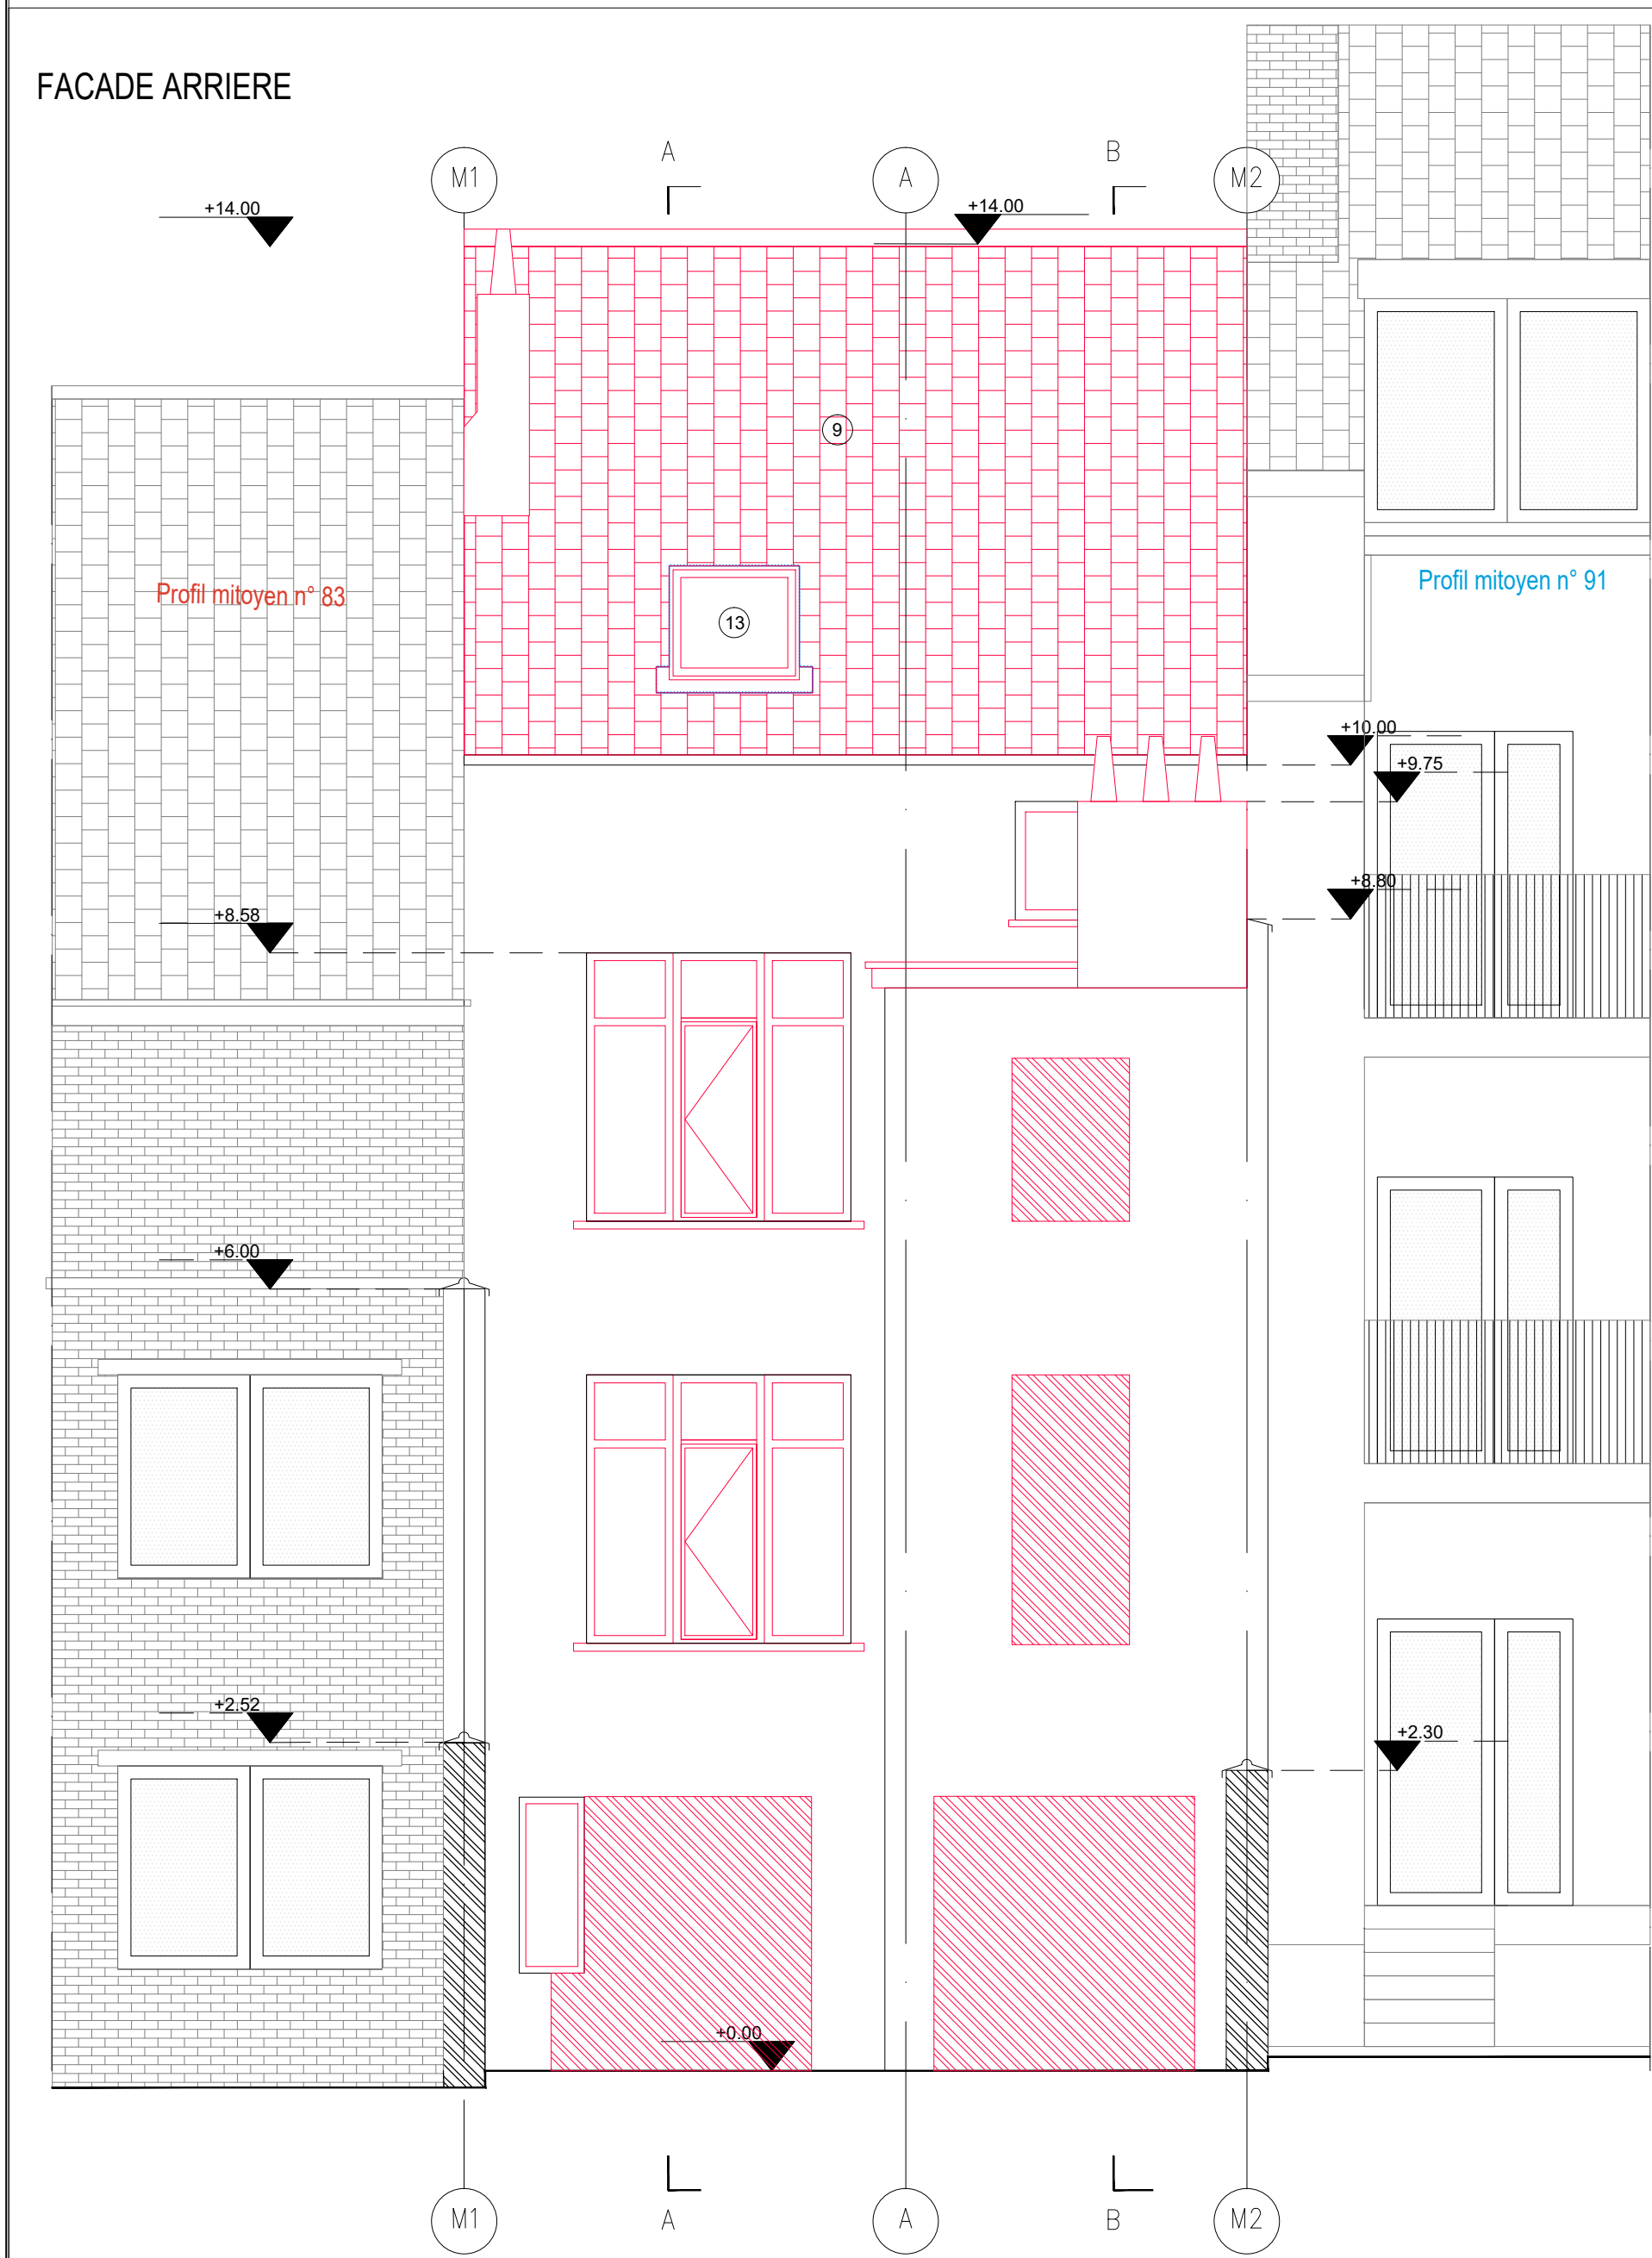 FACADE ARRIERE
A
B
M1
A
M2
+14.00
+14.00
9
Profil mitoyen n° 83
Profil mitoyen n° 91
13
+10.00
+9.75
+8.80
+8.58
+6.00
+2.52
+2.30
+0.00
M1
A
A
B
M2